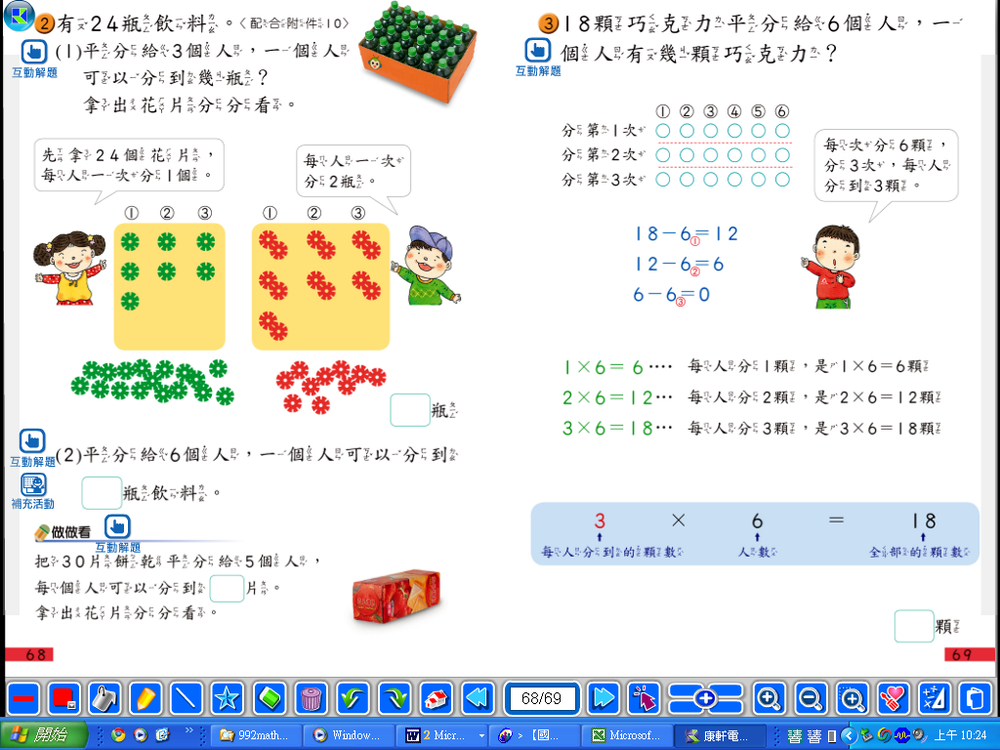 ②有24瓶飲料。〈配合附件10〉
互動解題
(1)平分給3個人，一個人
可以分到幾瓶？
拿出花片分分看。
先拿24個花片，
每人一次分1個。
每人一次
分2瓶。
① ② ③
① ② ③
瓶
互動解題
(2)平分給6個人，一個人可以分到
補充活動
瓶飲料。
做做看
互動解題
把30片餅乾平分給5個人，
每個人可以分到 片。
拿出花片分分看。
68
③18顆巧克力平分給6個人，一
個人有幾顆巧克力？
互動解題
① ② ③ ④ ⑤ ⑥
分第1次
分第2次
分第3次
每次分6顆，
分3次，每人
分到3顆。
18－6＝12
①
12－6＝6
②
6－6＝0
③
1×6＝6‥‥ 每人分1顆，是1×6＝6顆
2×6＝12‥‥ 每人分2顆，是2×6＝12顆
3×6＝18‥‥ 每人分3顆，是3×6＝18顆
3 × 6 ＝ 18
每人分到的顆數 人數 全部的顆數
顆
69
68/69
開始
992math...
Window...
2 Micr...
【國...
Microsof...
康軒電...
上午 10:24